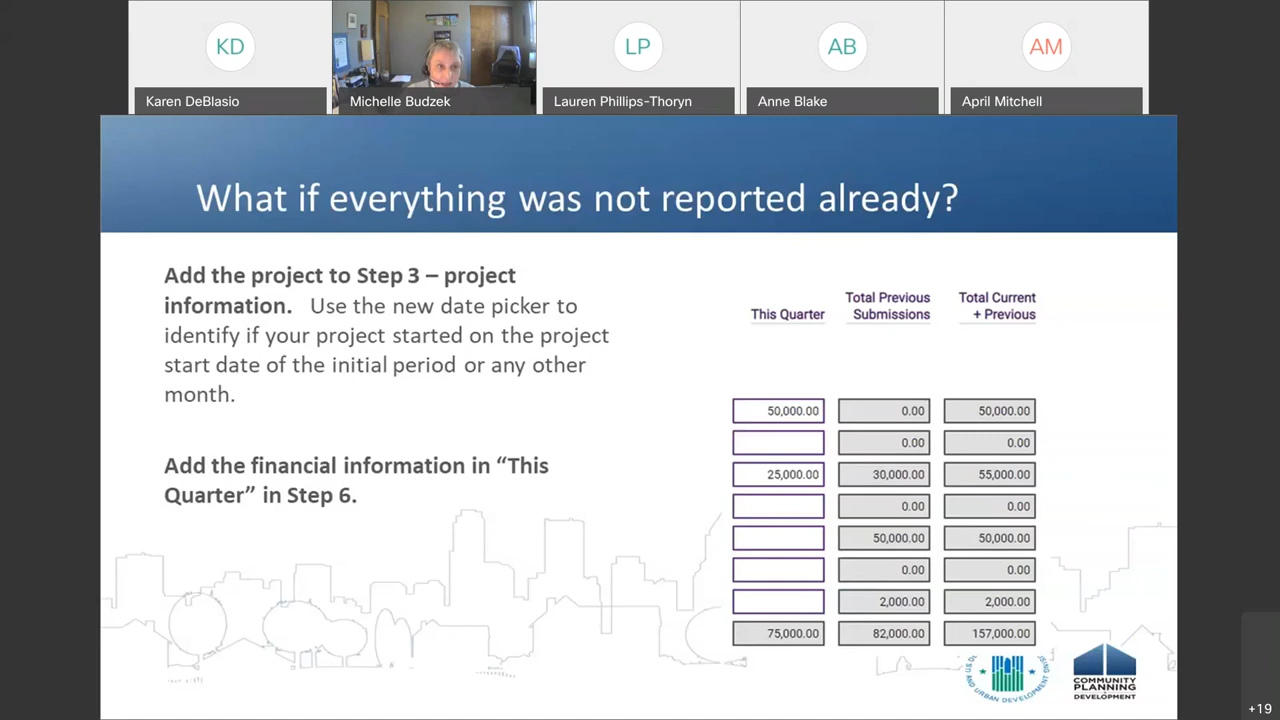 KD
LP
AB
AM
Karen DeBlasio
Michelle Budzek
Lauren Phillips-Thoryn
Anne Blake
April Mitchell
What if everything was not reported already?
Add the project to Step 3 – project
information. Use the new date picker to
identify if your project started on the project
start date of the initial period or any other
month.
Add the financial information in “This
Quarter” in Step 6.
This Quarter
Total Previous
Submissions
Total Current
+ Previous
50,000.00 0.00 50,000.00
0.00 0.00
25,000.00 30,000.00 55,000.00
0.00 0.00
50,000.00 50,000.00
0.00 0.00
2,000.00 2,000.00
75,000.00 82,000.00 157,000.00
AND URBAN DEVELOPMENT
COMMUNITY
PLANNING
DEVELOPMENT
+19